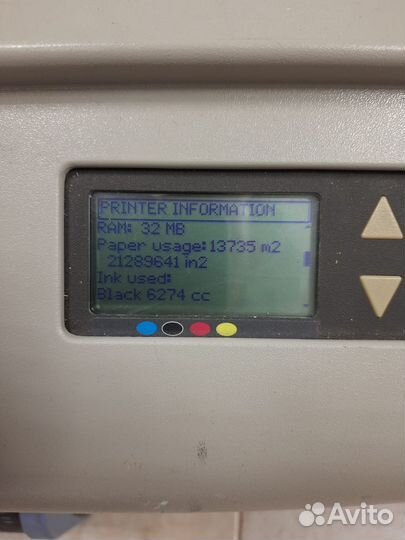 PRINTER INFORMATION
RAM: 32 MB
Paper usage:13735 m2
21289641 in2
Ink used:
Black 6274 cc
Avito